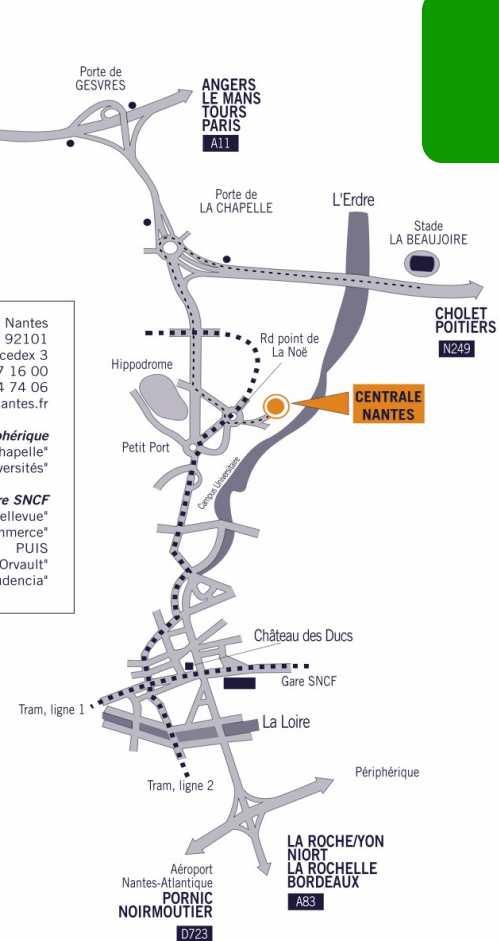 Porte de
GESVRES
ANGERS
LE MANS
TOURS
PARIS
A11
Porte de
LA CHAPELLE
L'Erdre
Stade
LA BEAUJOIRE
CHOLET
POITIERS
N249
Nantes
92101
cedex 3
7 16 00
4 74 06
antes.fr
phérique
hapelle"
versités"
re SNCF
ellevue"
mmerce"
PUIS
Orvault"
udencia"
Rd point de
La Noë
Hippodrome
CENTRALE
NANTES
Petit Port
Campus Universitaire
Château des Ducs
Gare SNCF
Tram, ligne 1
La Loire
Tram, ligne 2
Périphérique
LA ROCHE/YON
NIORT
LA ROCHELLE
BORDEAUX
A83
Aéroport
Nantes-Atlantique
PORNIC
NOIRMOUTIER
D723